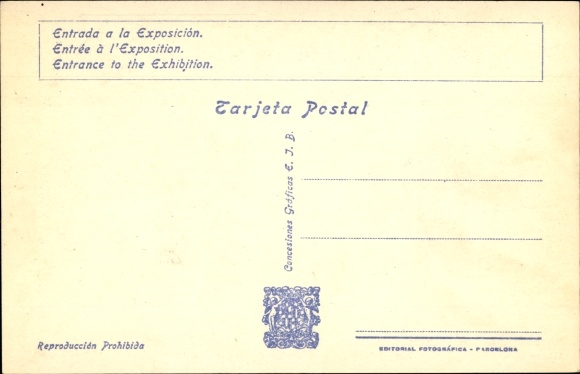 Entrada a la Exposición.
Entrée à l'Exposition.
Entrance to the Exhibition.
Tarjeta Postal
Concesiones Gráficas E. I. B.
Reproducción Prohibida
EDITORIAL FOTOGRÁFICA - BARCELONA